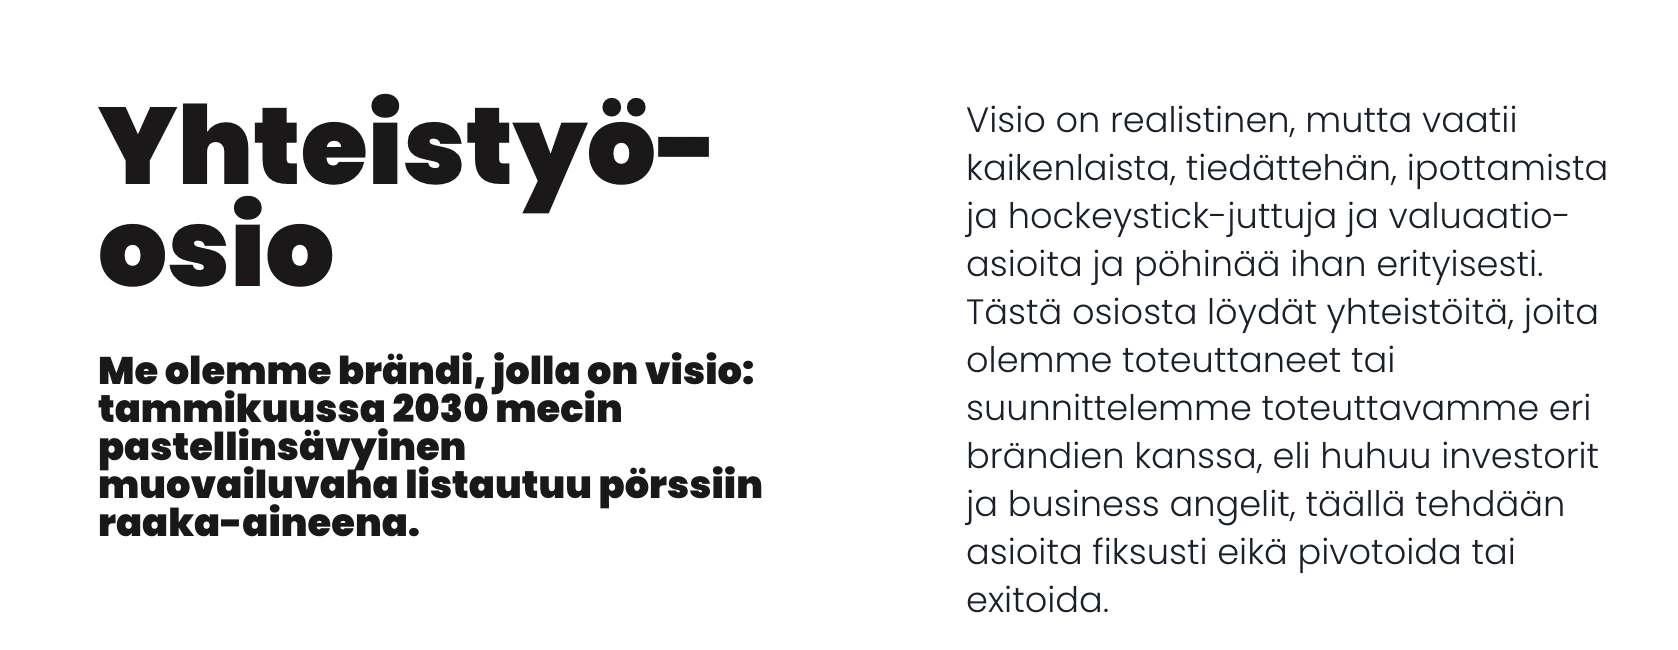 Yhteistyö-
osio
Me olemme brändi, jolla on visio:
tammikuussa 2030 mecin
pastellinsävyinen
muovailuvaha listautuu pörssiin
raaka-aineena.
Visio on realistinen, mutta vaatii
kaikenlaista, tiedättehän, ipottamista
ja hockeystick-juttuja ja valuaatio-
asioita ja pöhinää ihan erityisesti.
Tästä osiosta löydät yhteistöitä, joita
olemme toteuttaneet tai
suunnittelemme toteuttavamme eri
brändien kanssa, eli huhuu investorit
ja business angelit, täällä tehdään
asioita fiksusti eikä pivotoida tai
exitoida.